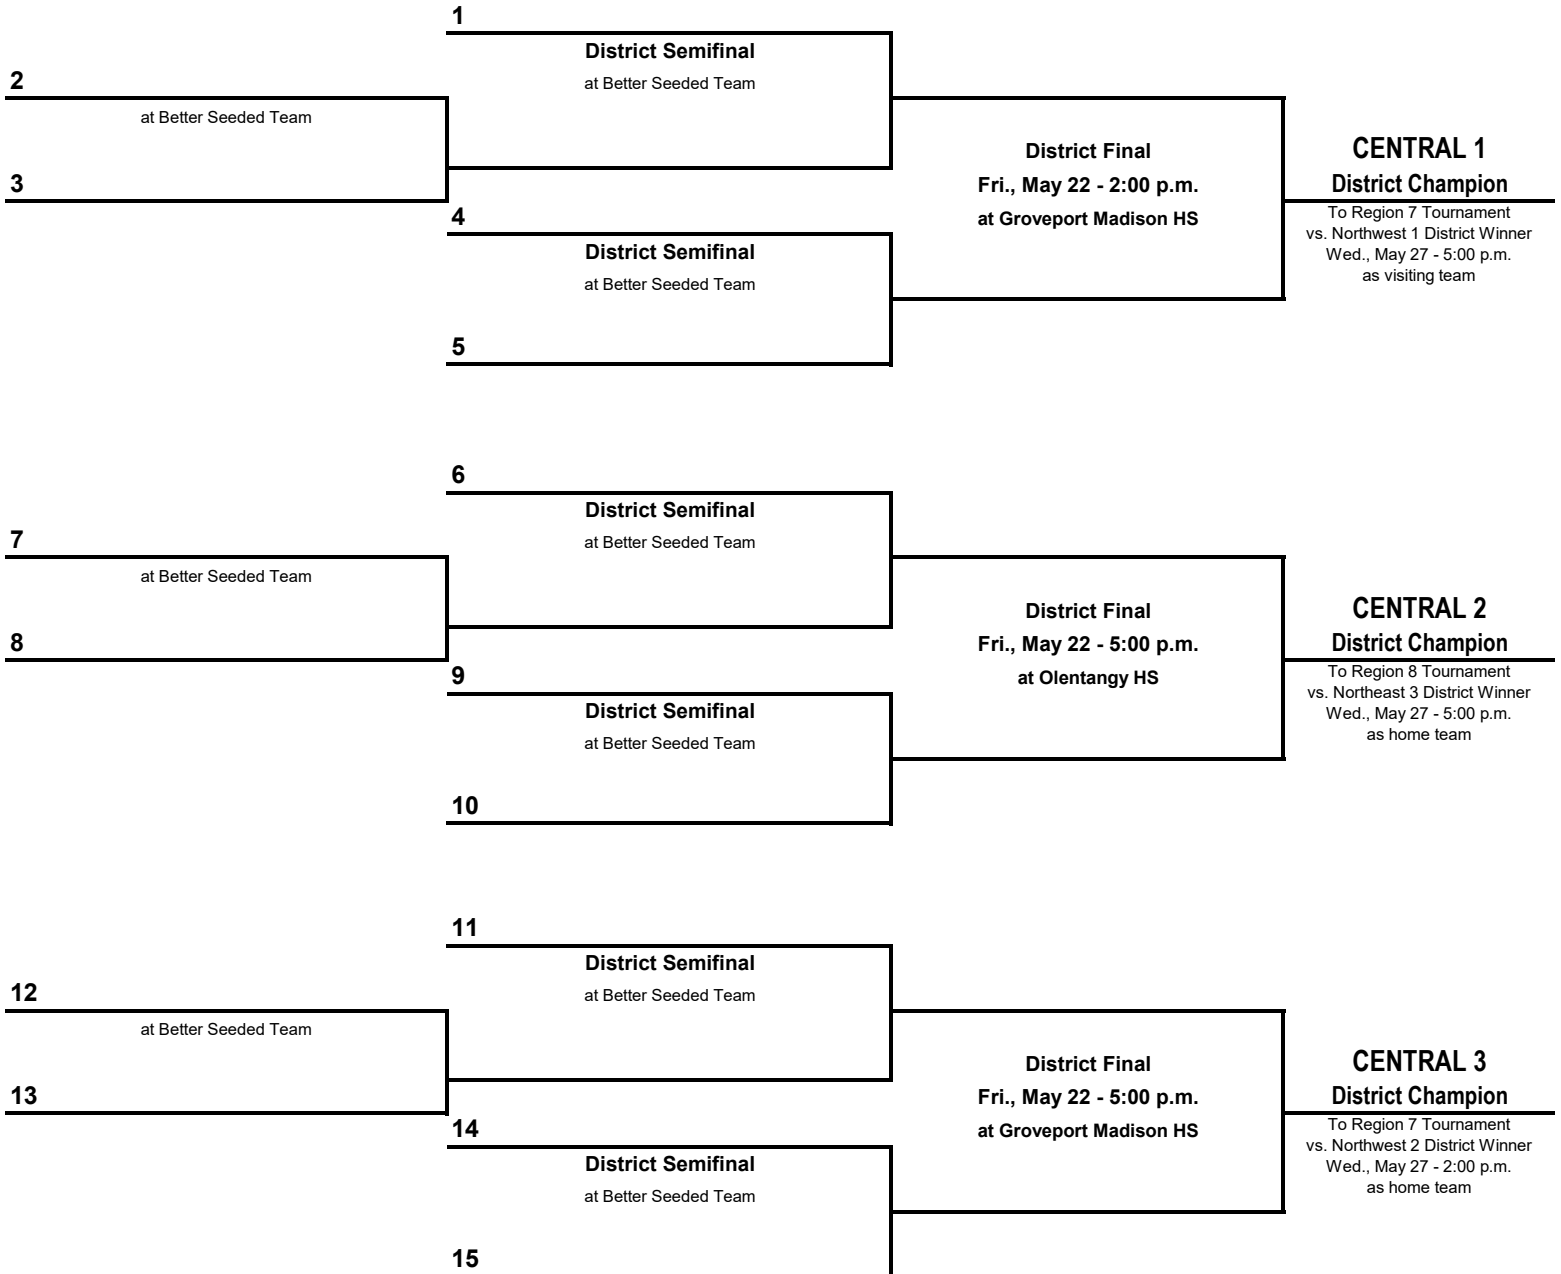 1
District Semifinal
at Better Seeded Team
2
at Better Seeded Team
3
4
District Semifinal
at Better Seeded Team
5
District Final
Fri., May 22 - 2:00 p.m.
at Groveport Madison HS
CENTRAL 1
District Champion
To Region 7 Tournament
vs. Northwest 1 District Winner
Wed., May 27 - 5:00 p.m.
as visiting team
6
District Semifinal
at Better Seeded Team
7
at Better Seeded Team
8
9
District Semifinal
at Better Seeded Team
10
District Final
Fri., May 22 - 5:00 p.m.
at Olentangy HS
CENTRAL 2
District Champion
To Region 8 Tournament
vs. Northeast 3 District Winner
Wed., May 27 - 5:00 p.m.
as home team
11
District Semifinal
at Better Seeded Team
12
at Better Seeded Team
13
14
District Semifinal
at Better Seeded Team
15
District Final
Fri., May 22 - 5:00 p.m.
at Groveport Madison HS
CENTRAL 3
District Champion
To Region 7 Tournament
vs. Northwest 2 District Winner
Wed., May 27 - 2:00 p.m.
as home team